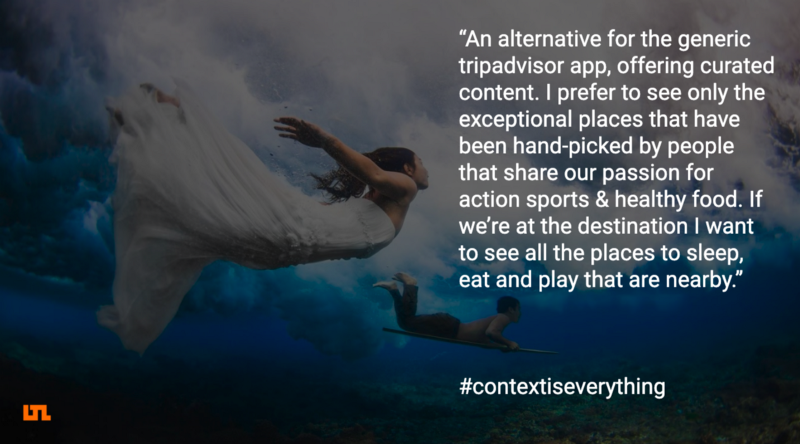 “An alternative for the generic
tripadvisor app, offering curated
content. I prefer to see only the
exceptional places that have
been hand-picked by people
that share our passion for
action sports & healthy food. If
we’re at the destination I want
to see all the places to sleep,
eat and play that are nearby.”
#contextiseverything
LTL